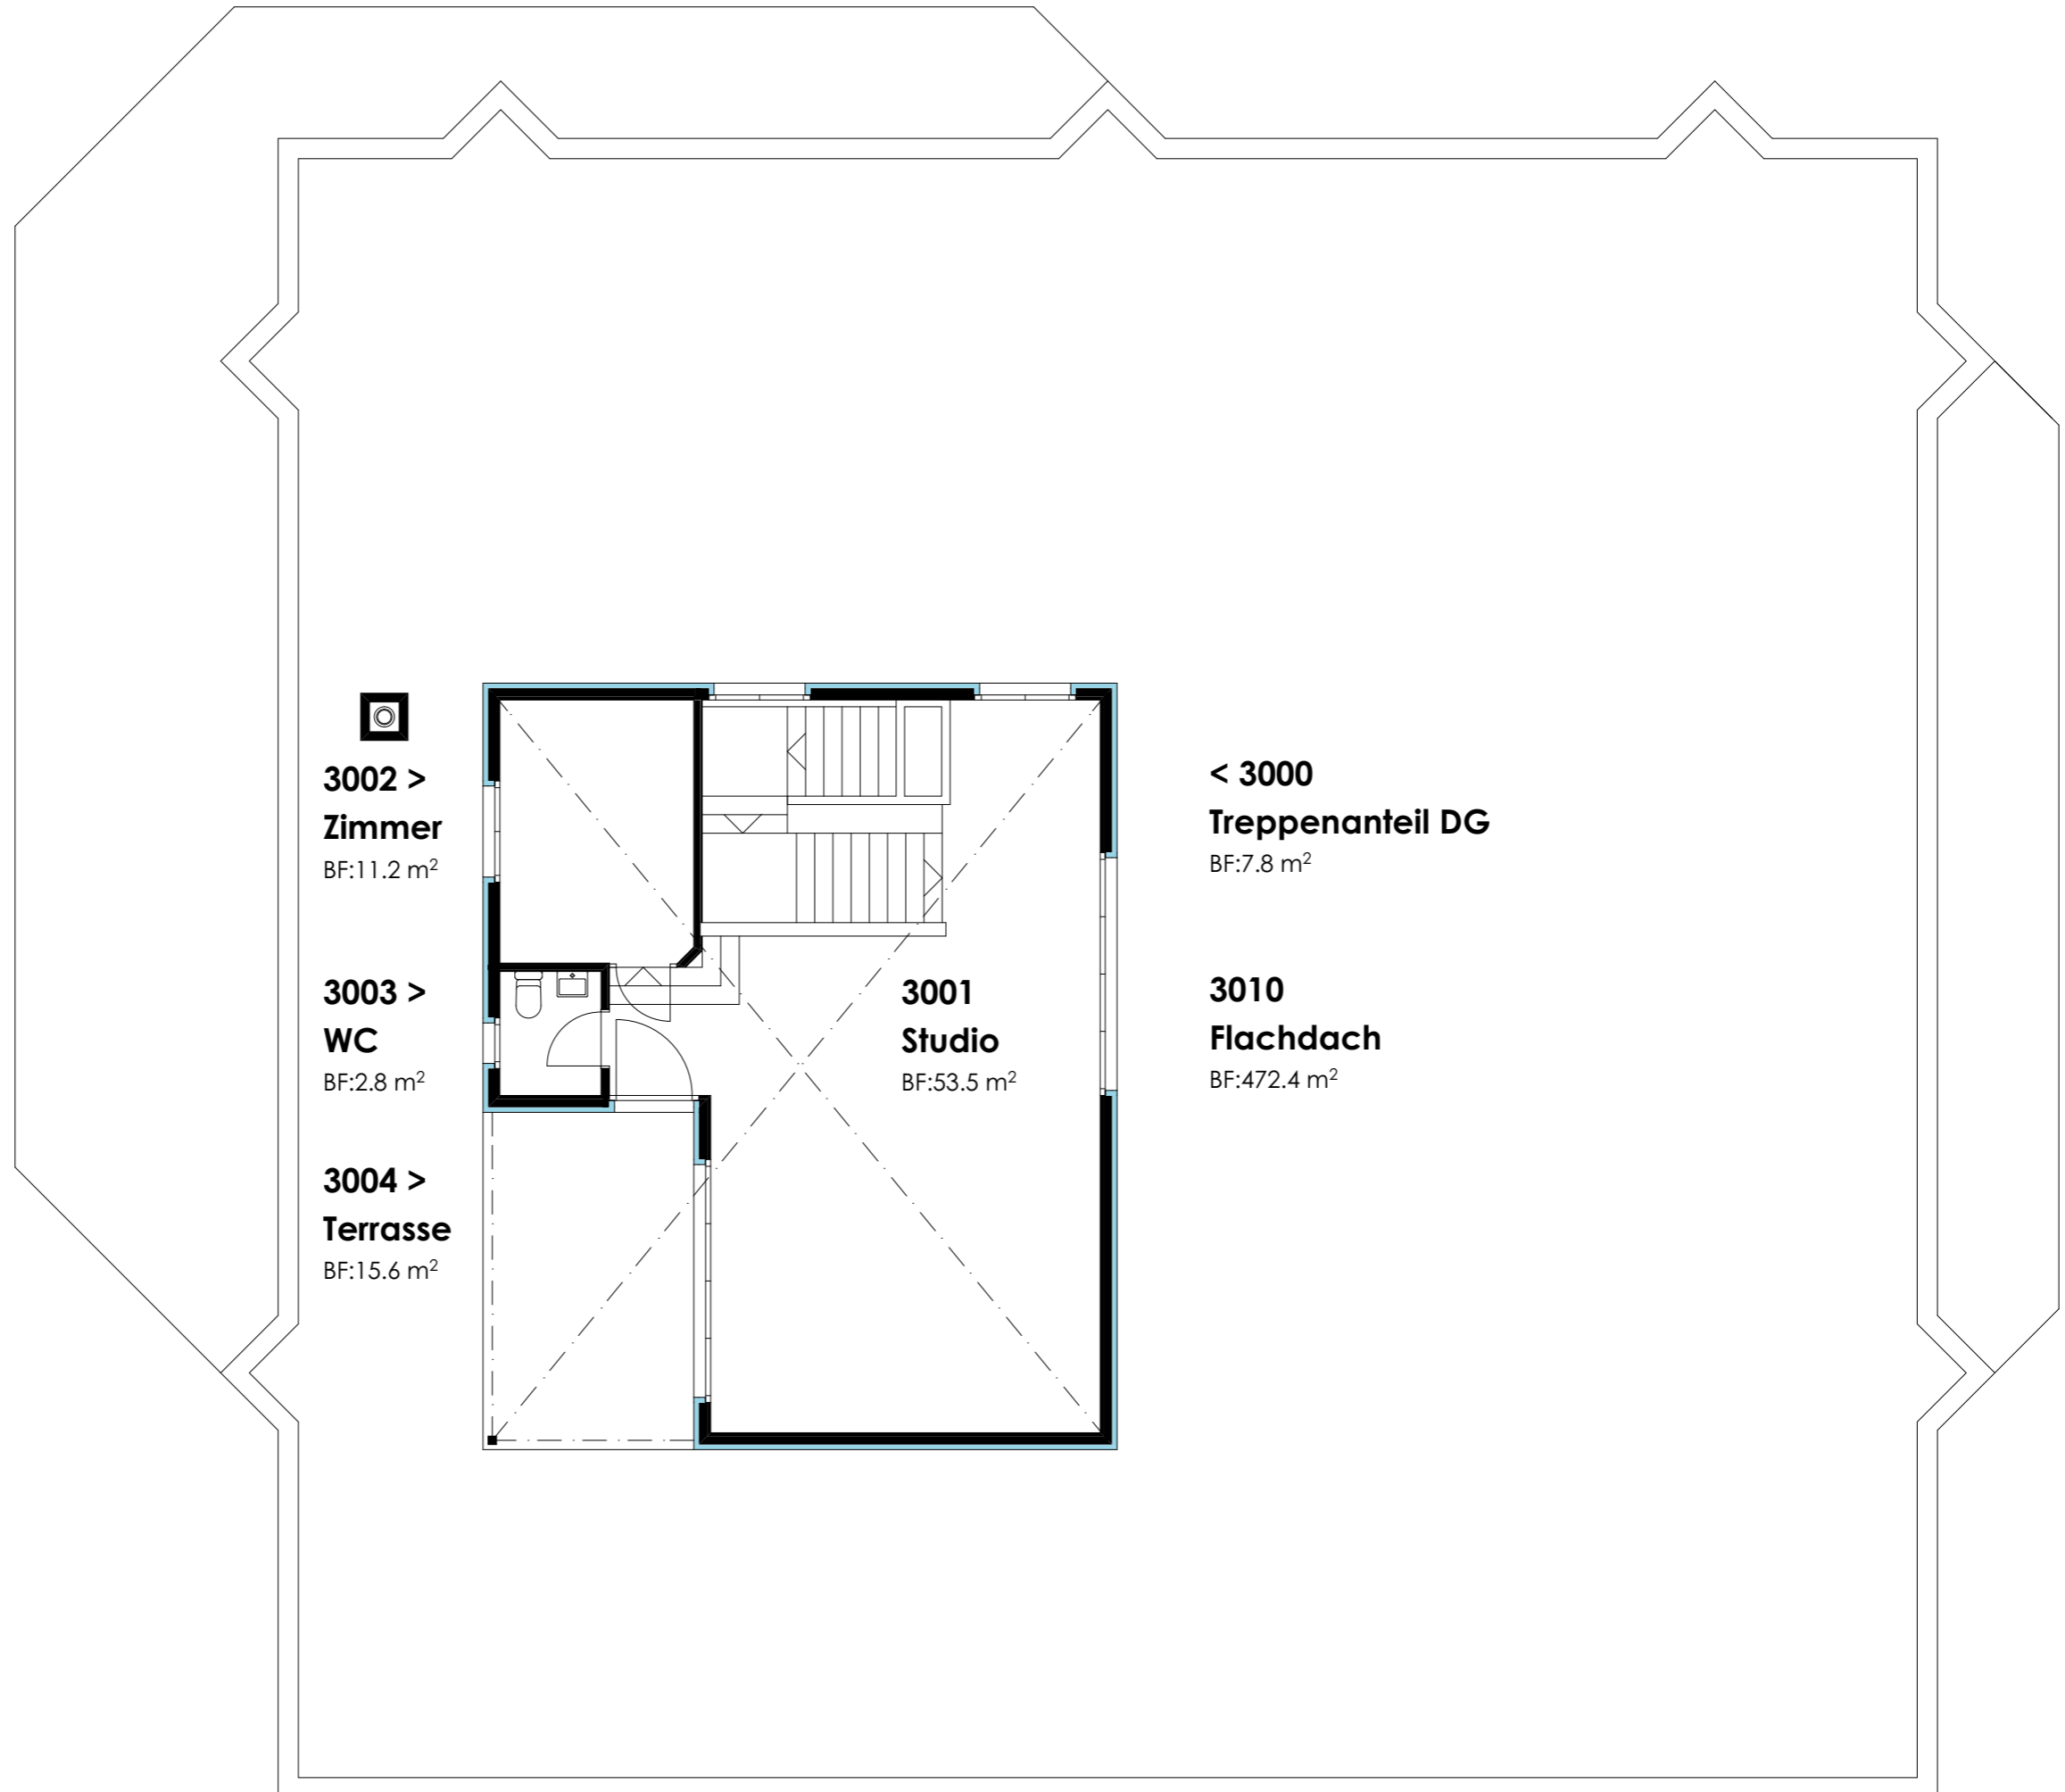 3002 >
Zimmer
BF:11.2 m²
3003 >
WC
BF:2.8 m²
3004 >
Terrasse
BF:15.6 m²
3001
Studio
BF:53.5 m²
< 3000
Treppenanteil DG
BF:7.8 m²
3010
Flachdach
BF:472.4 m²